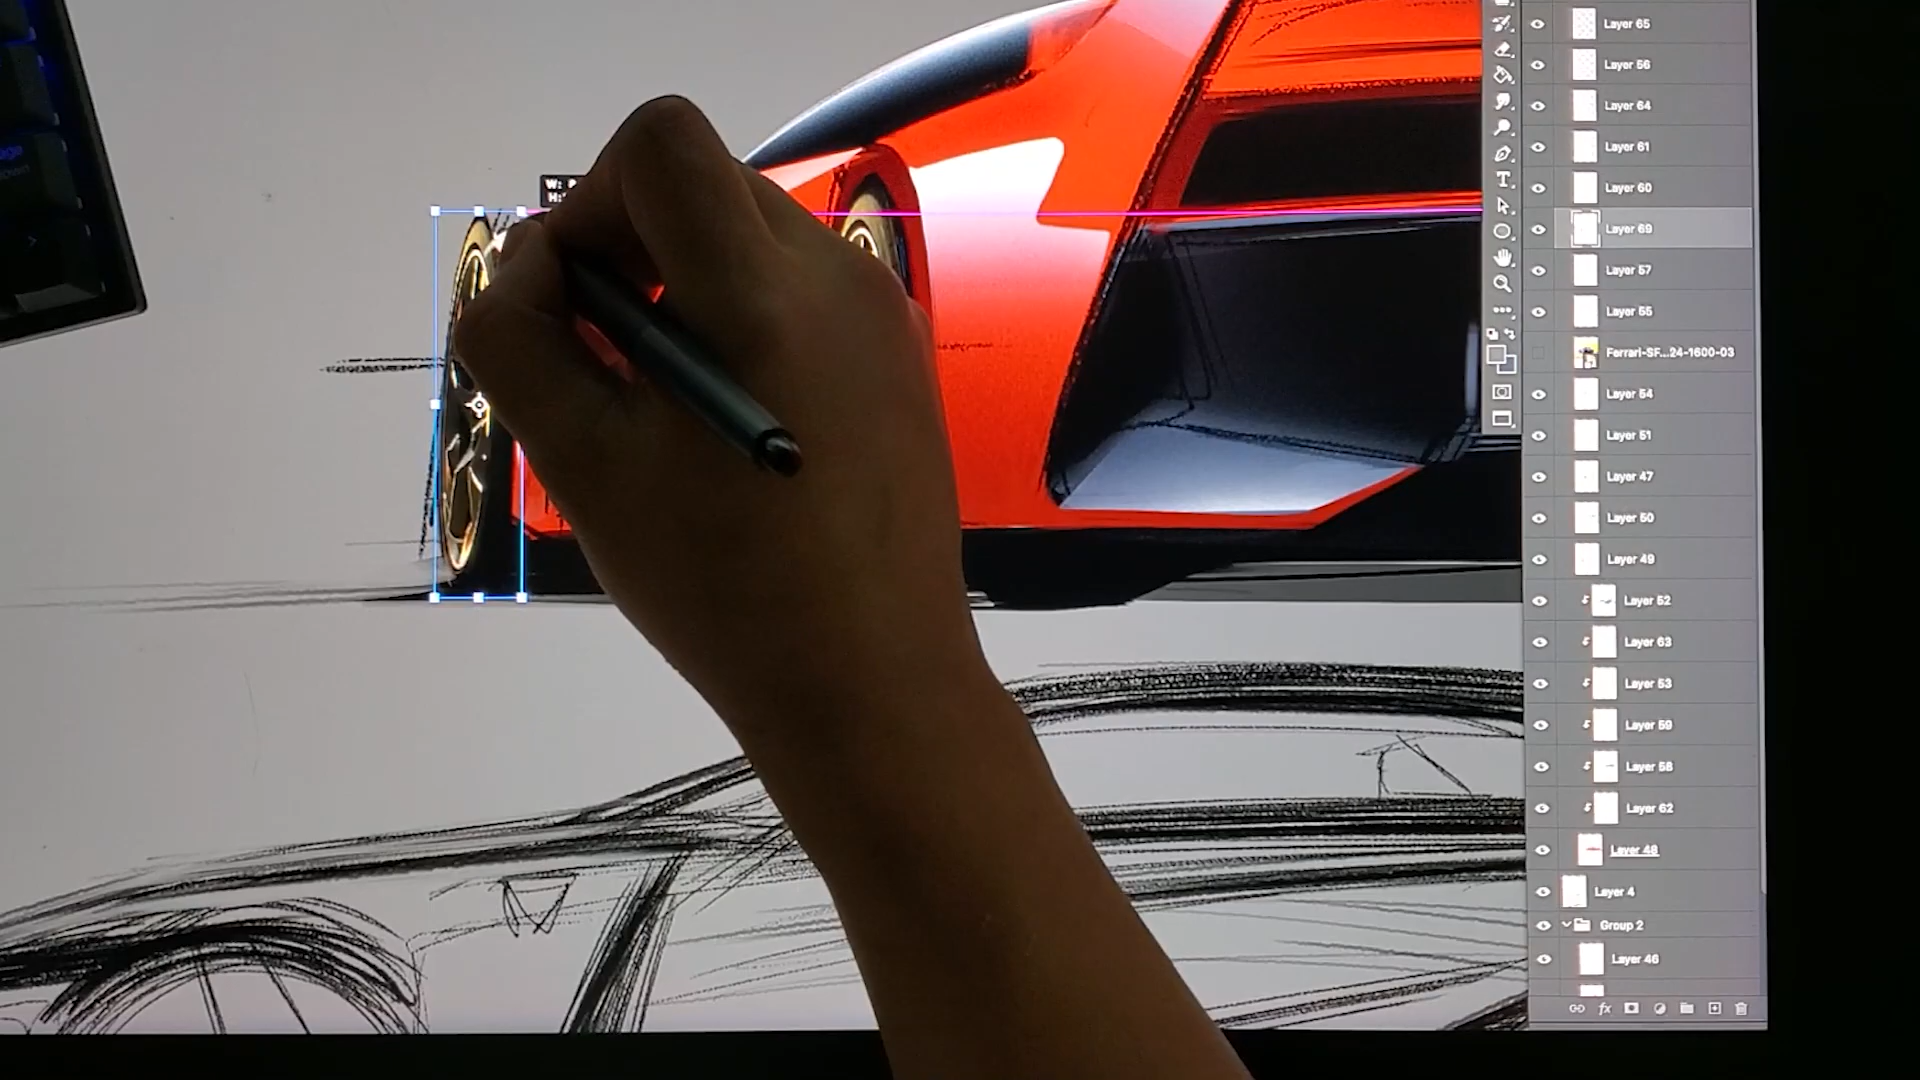 W:
H:
Layer 65
Layer 56
Layer 64
Layer 61
Layer 60
Layer 69
Layer 57
Layer 55
Ferrari-SF...24-1600-03
Layer 54
Layer 51
Layer 47
Layer 50
Layer 49
Layer 52
Layer 63
Layer 53
Layer 59
Layer 58
Layer 62
Layer 48
Layer 4
Group 2
Layer 46
fx